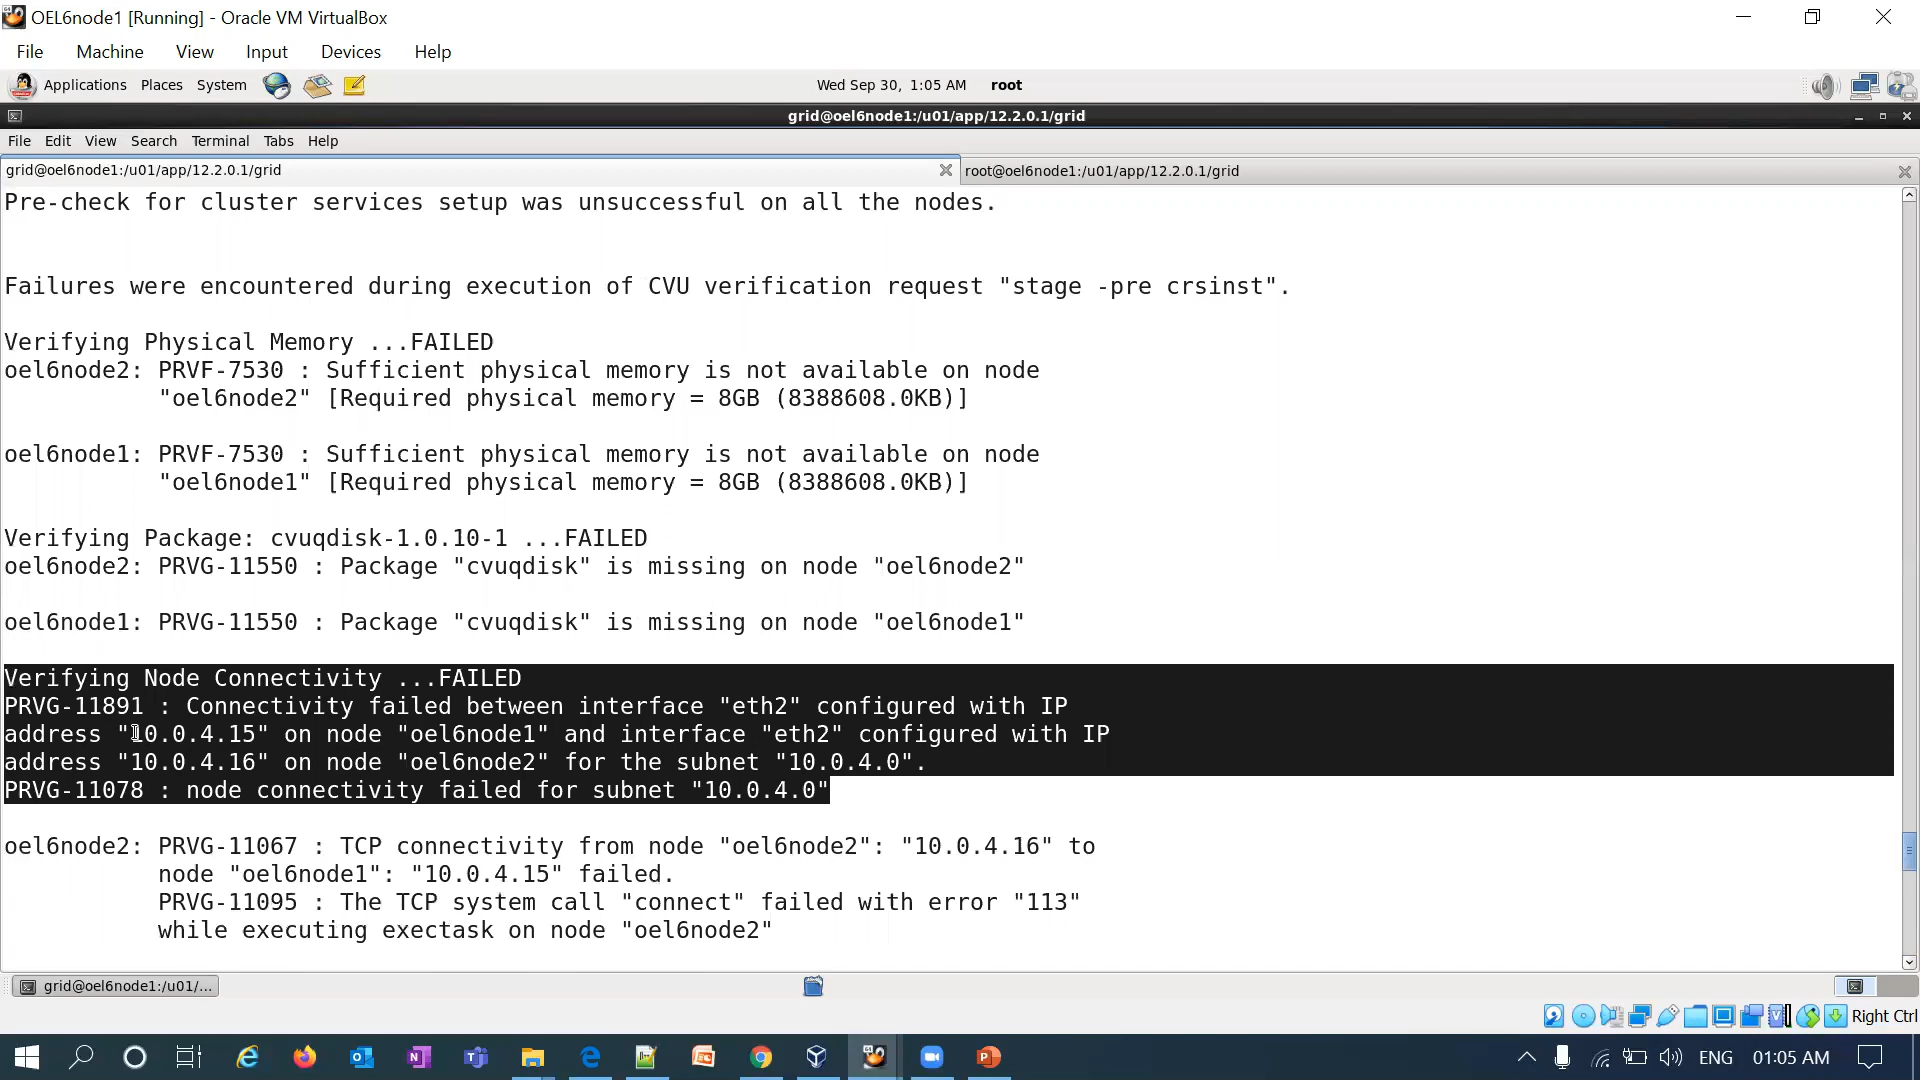 OEL6node1 [Running] - Oracle VM VirtualBox
File Machine View Input Devices Help
Applications Places System Wed Sep 30, 1:05 AM root
grid@oel6node1:/u01/app/12.2.0.1/grid
File Edit View Search Terminal Tabs Help
grid@oel6node1:/u01/app/12.2.0.1/grid root@oel6node1:/u01/app/12.2.0.1/grid
Pre-check for cluster services setup was unsuccessful on all the nodes.
Failures were encountered during execution of CVU verification request "stage -pre crsinst".
Verifying Physical Memory ...FAILED
oel6node2: PRVF-7530 : Sufficient physical memory is not available on node
"oel6node2" [Required physical memory = 8GB (8388608.0KB)]
oel6node1: PRVF-7530 : Sufficient physical memory is not available on node
"oel6node1" [Required physical memory = 8GB (8388608.0KB)]
Verifying Package: cvuqdisk-1.0.10-1 ...FAILED
oel6node2: PRVG-11550 : Package "cvuqdisk" is missing on node "oel6node2"
oel6node1: PRVG-11550 : Package "cvuqdisk" is missing on node "oel6node1"
Verifying Node Connectivity ...FAILED
PRVG-11891 : Connectivity failed between interface "eth2" configured with IP
address "10.0.4.15" on node "oel6node1" and interface "eth2" configured with IP
address "10.0.4.16" on node "oel6node2" for the subnet "10.0.4.0".
PRVG-11078 : node connectivity failed for subnet "10.0.4.0"
oel6node2: PRVG-11067 : TCP connectivity from node "oel6node2": "10.0.4.16" to
node "oel6node1": "10.0.4.15" failed.
PRVG-11095 : The TCP system call "connect" failed with error "113"
while executing exectask on node "oel6node2"
grid@oel6node1:/u01/...
Right Ctrl
ENG 01:05 AM